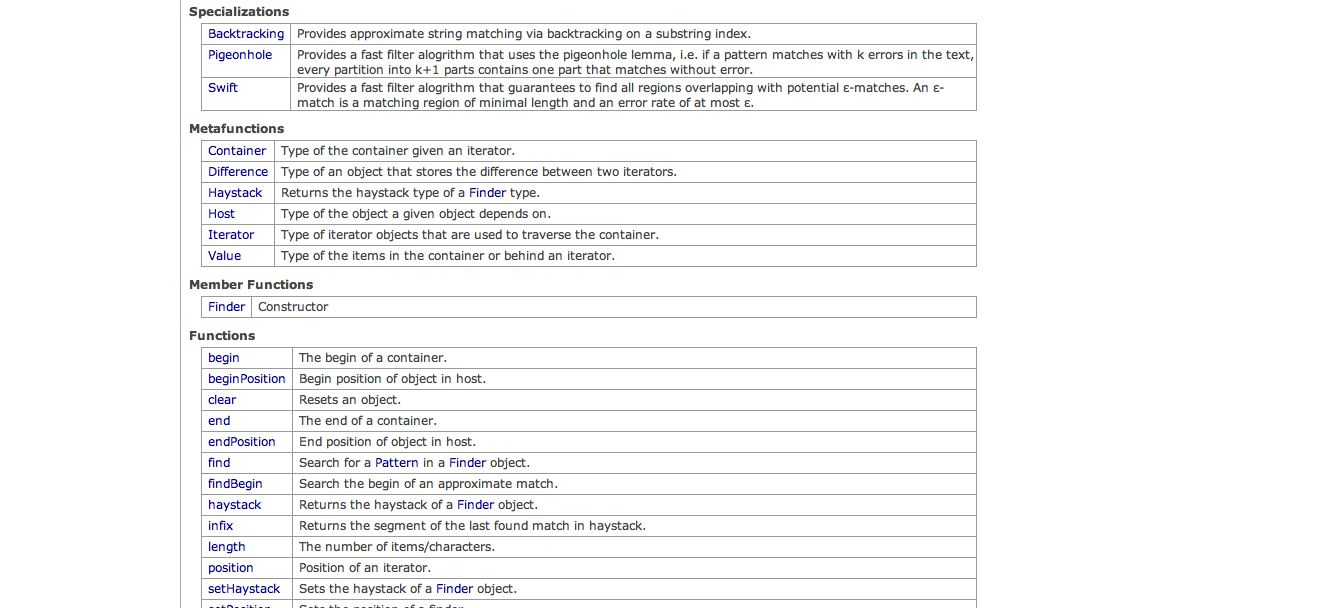 Specializations
Backtracking Provides approximate string matching via backtracking on a substring index.
Pigeonhole Provides a fast filter alogrithm that uses the pigeonhole lemma, i.e. if a pattern matches with k errors in the text,
every partition into k+1 parts contains one part that matches without error.
Swift Provides a fast filter alogrithm that guarantees to find all regions overlapping with potential ε-matches. An ε-
match is a matching region of minimal length and an error rate of at most ε.
Metafunctions
Container Type of the container given an iterator.
Difference Type of an object that stores the difference between two iterators.
Haystack Returns the haystack type of a Finder type.
Host Type of the object a given object depends on.
Iterator Type of iterator objects that are used to traverse the container.
Value Type of the items in the container or behind an iterator.
Member Functions
Finder Constructor
Functions
begin The begin of a container.
beginPosition Begin position of object in host.
clear Resets an object.
end The end of a container.
endPosition End position of object in host.
find Search for a Pattern in a Finder object.
findBegin Search the begin of an approximate match.
haystack Returns the haystack of a Finder object.
infix Returns the segment of the last found match in haystack.
length The number of items/characters.
position Position of an iterator.
setHaystack Sets the haystack of a Finder object.
setPosition Sets the position of a finder.